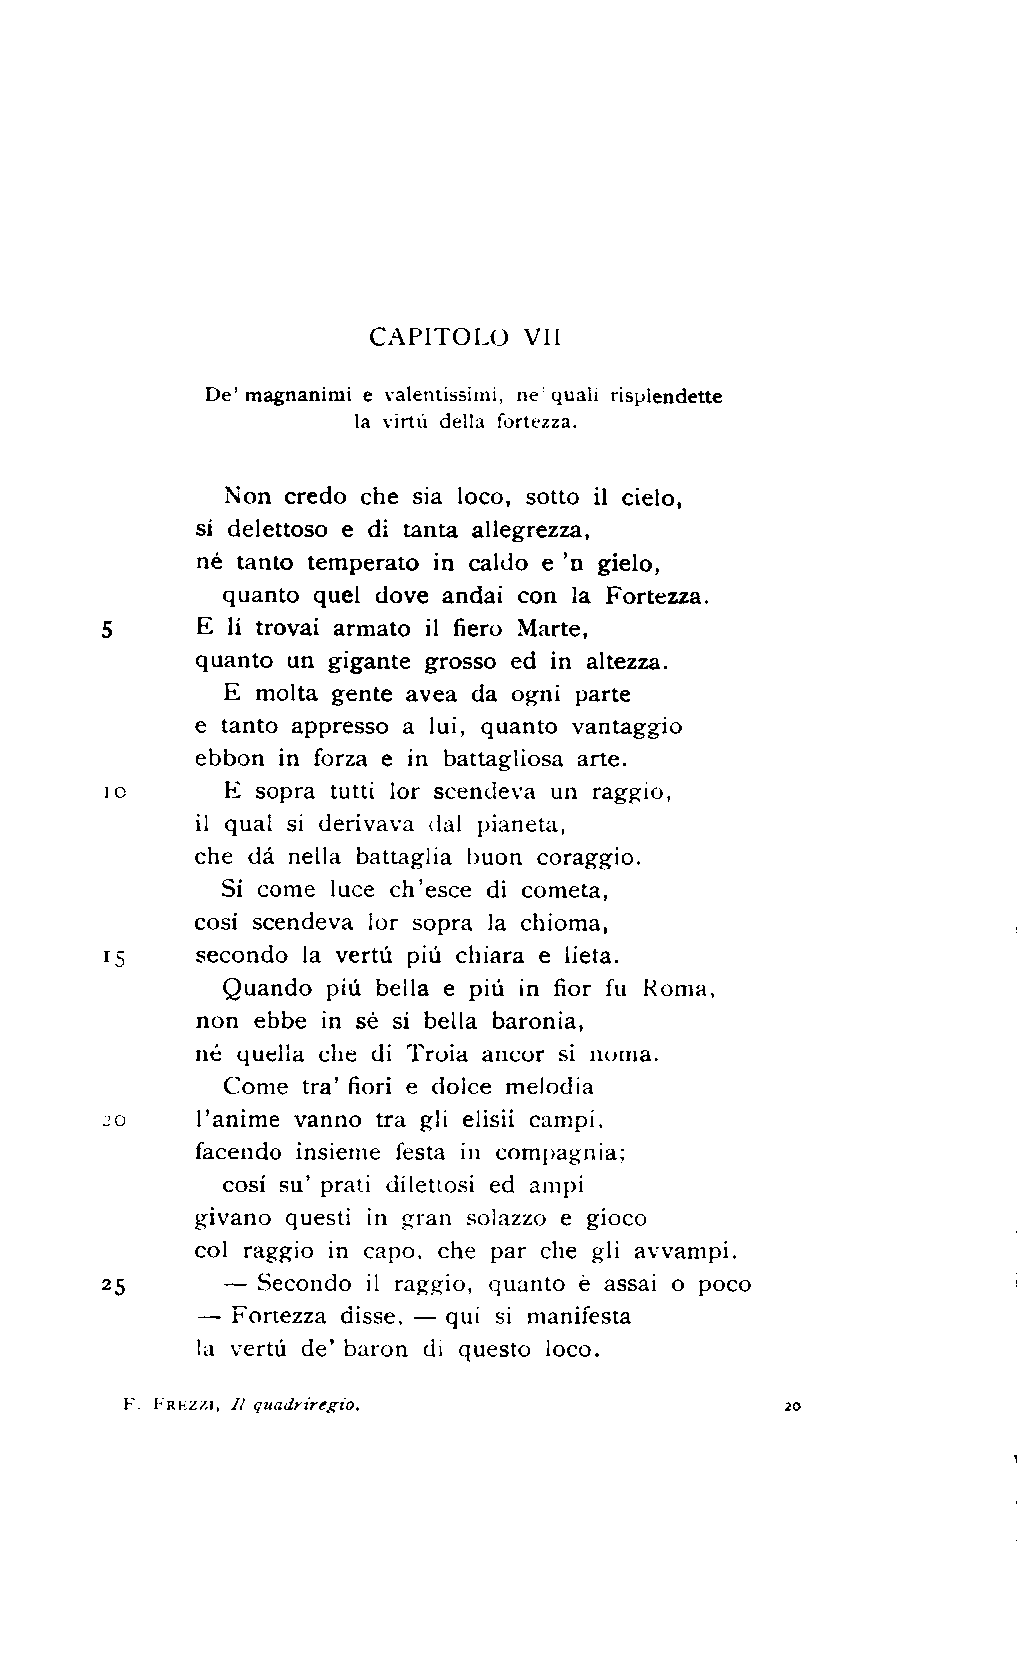 CAPITOLO VII
De' magnanimi e valentissimi, ne' quali risplendette
la virtú della fortezza.
Non credo che sia loco, sotto il cielo,
sí delettoso e di tanta allegrezza,
né tanto temperato in caldo e 'n gielo,
quanto quel dove andai con la Fortezza.
5 E lí trovai armato il fiero Marte,
quanto un gigante grosso ed in altezza.
E molta gente avea da ogni parte
e tanto appresso a lui, quanto vantaggio
ebbon in forza e in battagliosa arte.
10 E sopra tutti lor scendeva un raggio,
il qual si derivava dal pianeta,
che dá nella battaglia buon coraggio.
Sí come luce ch'esce di cometa,
cosí scendeva lor sopra la chioma,
15 secondo la vertú piú chiara e lieta.
Quando piú bella e piú in fior fu Roma,
non ebbe in sé sí bella baronia,
né quella che di Troia ancor si noma.
Come tra' fiori e dolce melodia
20 l'anime vanno tra gli elisii campi,
facendo insieme festa in compagnia;
cosí su' prati dilettosi ed ampi
givano questi in gran solazzo e gioco
col raggio in capo, che par che gli avvampi.
25 — Secondo il raggio, quanto è assai o poco
— Fortezza disse, — qui si manifesta
la vertú de' baron di questo loco.
F. FREZZI, Il quadriregio. 20